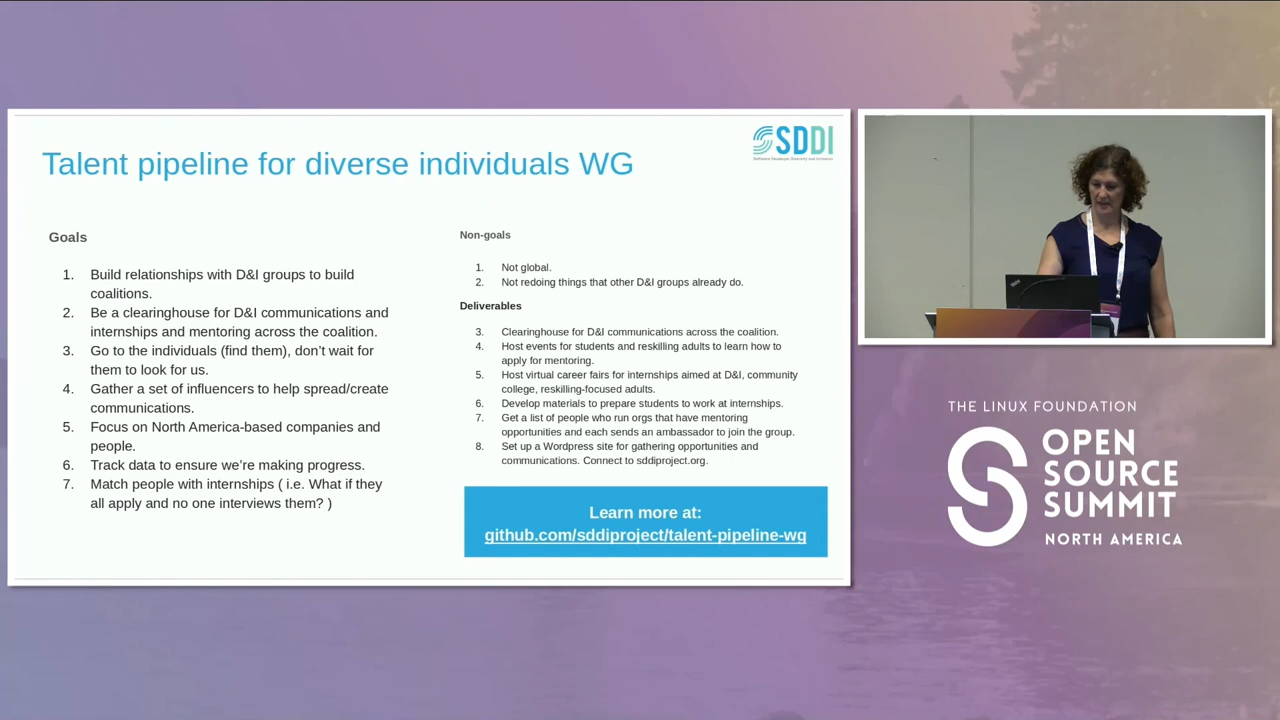 Talent pipeline for diverse individuals WG
SDDI
Software Developer Diversity and Inclusion
Goals
1. Build relationships with D&I groups to build
coalitions.
2. Be a clearinghouse for D&I communications and
internships and mentoring across the coalition.
3. Go to the individuals (find them), don’t wait for
them to look for us.
4. Gather a set of influencers to help spread/create
communications.
5. Focus on North America-based companies and
people.
6. Track data to ensure we’re making progress.
7. Match people with internships ( i.e. What if they
all apply and no one interviews them? )
Non-goals
1. Not global.
2. Not redoing things that other D&I groups already do.
Deliverables
3. Clearinghouse for D&I communications across the coalition.
4. Host events for students and reskilling adults to learn how to
apply for mentoring.
5. Host virtual career fairs for internships aimed at D&I, community
college, reskilling-focused adults.
6. Develop materials to prepare students to work at internships.
7. Get a list of people who run orgs that have mentoring
opportunities and each sends an ambassador to join the group.
8. Set up a Wordpress site for gathering opportunities and
communications. Connect to sddiproject.org.
Learn more at:
github.com/sddiproject/talent-pipeline-wg
THE LINUX FOUNDATION
OPEN
SOURCE
SUMMIT
NORTH AMERICA